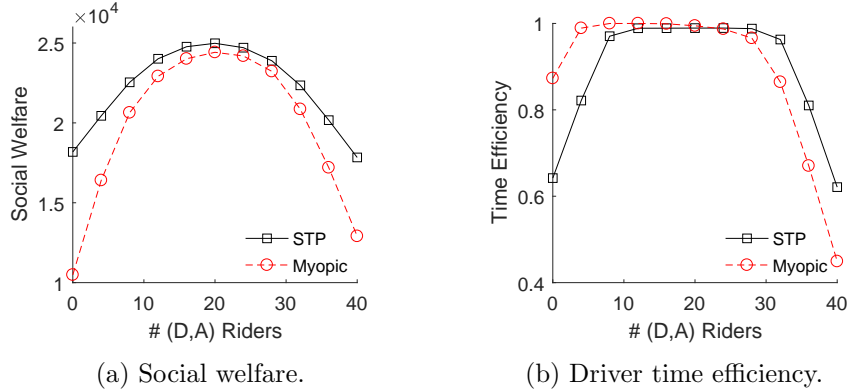 ×10⁴
2.5
2
1.5
1
Social Welfare
0 10 20 30 40
# (D,A) Riders
STP
Myopic
(a) Social welfare.
1
0.8
0.6
0.4
Time Efficiency
0 10 20 30 40
# (D,A) Riders
STP
Myopic
(b) Driver time efficiency.